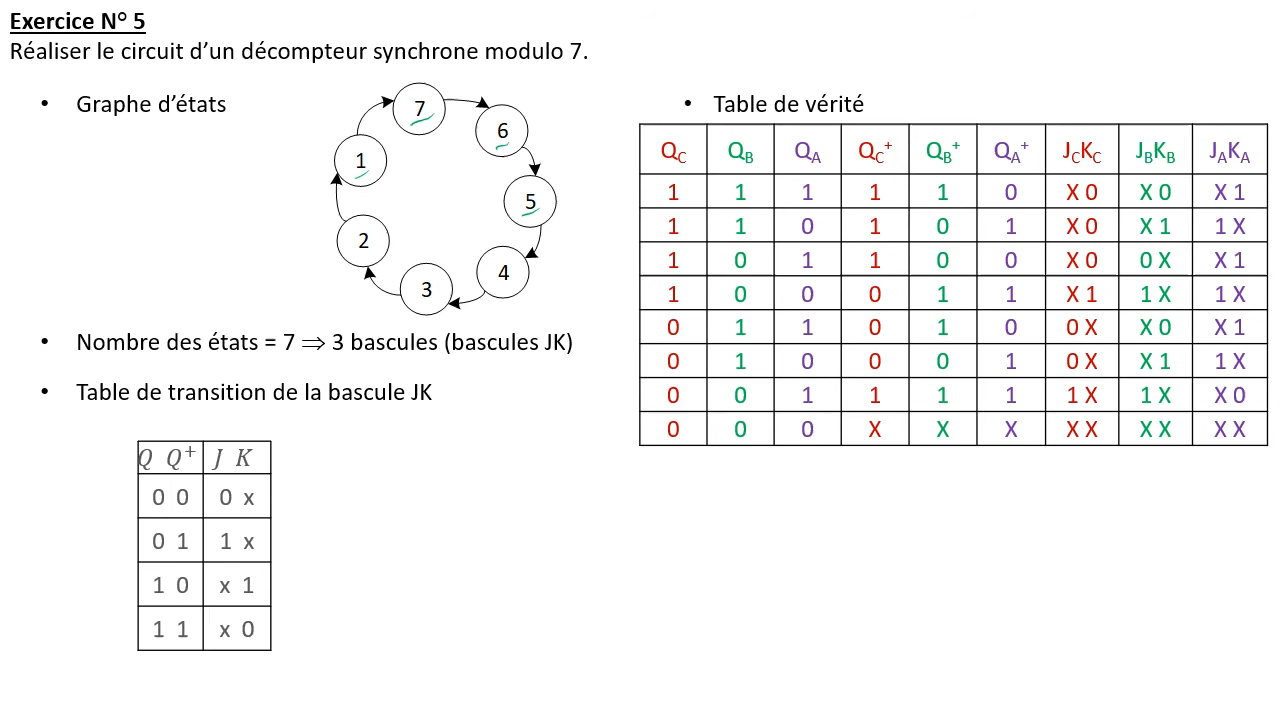 Exercice N° 5
Réaliser le circuit d’un décompteur synchrone modulo 7.
• Graphe d’états
7
6
5
4
3
2
1
• Nombre des états = 7 ⇒ 3 bascules (bascules JK)
• Table de transition de la bascule JK
Q Q⁺ J K
0 0 0 x
0 1 1 x
1 0 x 1
1 1 x 0
• Table de vérité
Q_C Q_B Q_A Q_C⁺ Q_B⁺ Q_A⁺ J_CK_C J_BK_B J_AK_A
1 1 1 1 1 0 X 0 X 0 X 1
1 1 0 1 0 1 X 0 X 1 1 X
1 0 1 1 0 0 X 0 0 X X 1
1 0 0 0 1 1 X 1 1 X 1 X
0 1 1 0 1 0 0 X X 0 X 1
0 1 0 0 0 1 0 X X 1 1 X
0 0 1 1 1 1 1 X 1 X X 0
0 0 0 X X X X X X X X X